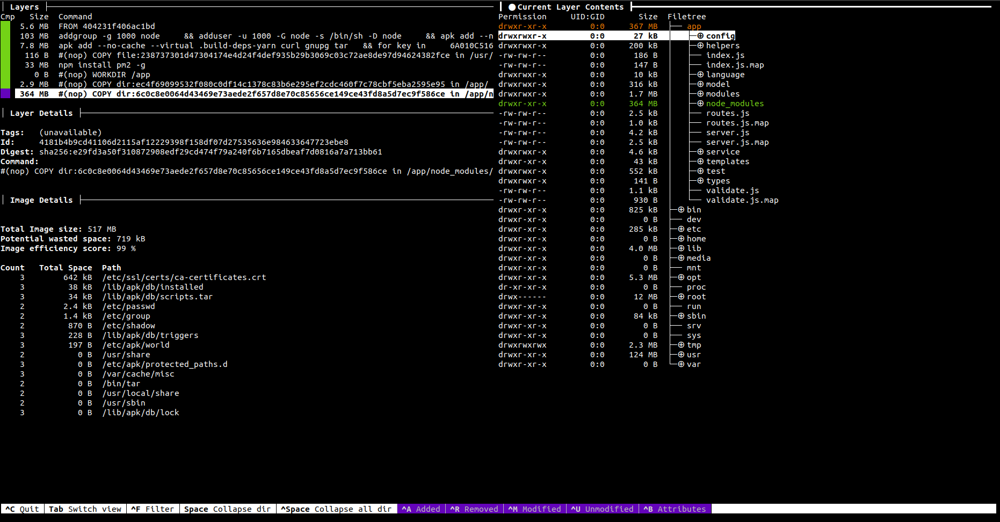 Layers
Cmp Size Command
5.6 MB FROM 404231f406ac1bd
103 MB addgroup -g 1000 node && adduser -u 1000 -G node -s /bin/sh -D node && apk add --n
7.8 MB apk add --no-cache --virtual .build-deps-yarn curl gnupg tar && for key in 6A010C516
116 B #(nop) COPY file:238737301d47304174e4d24f4def935b29b3069c03c72ae8de97d94624382fce in /usr/
33 MB npm install pm2 -g
0 B #(nop) WORKDIR /app
2.9 MB #(nop) COPY dir:ec4f69099532f080c0df14c1378c83b6e295ef2cdc460f7c78cbf5eba2595e95 in /app/
364 MB #(nop) COPY dir:6c0c8e0064d43469e73aede2f657d8e70c85656ce149ce43fd8a5d7ec9f586ce in /app/n
Layer Details
Tags: (unavailable)
Id: 4181b4b9cd41106d2115af12229398f158df07d27535636e984633647723ebe8
Digest: sha256:e29fd3a50f310872908edf29cd474f79a240f6b7165dbeaf7d0816a7a713bb61
Command:
#(nop) COPY dir:6c0c8e0064d43469e73aede2f657d8e70c85656ce149ce43fd8a5d7ec9f586ce in /app/node_modules/
Image Details
Total Image size: 517 MB
Potential wasted space: 719 kB
Image efficiency score: 99 %
Count Total Space Path
3 642 kB /etc/ssl/certs/ca-certificates.crt
3 38 kB /lib/apk/db/installed
3 34 kB /lib/apk/db/scripts.tar
2 2.4 kB /etc/passwd
2 1.4 kB /etc/group
2 870 B /etc/shadow
3 228 B /lib/apk/db/triggers
3 197 B /etc/apk/world
2 0 B /usr/share
3 0 B /etc/apk/protected_paths.d
3 0 B /var/cache/misc
2 0 B /bin/tar
2 0 B /usr/local/share
2 0 B /usr/sbin
3 0 B /lib/apk/db/lock
Current Layer Contents
Permission UID:GID Size Filetree
drwxr-xr-x 0:0 367 MB app
drwxrwxr-x 0:0 27 kB config
drwxrwxr-x 0:0 200 kB helpers
-rw-rw-r-- 0:0 186 B index.js
-rw-rw-r-- 0:0 147 B index.js.map
drwxrwxr-x 0:0 10 kB language
drwxrwxr-x 0:0 316 kB model
drwxrwxr-x 0:0 1.7 MB modules
drwxr-xr-x 0:0 364 MB node_modules
-rw-rw-r-- 0:0 2.5 kB routes.js
-rw-rw-r-- 0:0 1.0 kB routes.js.map
-rw-rw-r-- 0:0 4.2 kB server.js
-rw-rw-r-- 0:0 2.5 kB server.js.map
drwxrwxr-x 0:0 4.6 kB service
drwxr-xr-x 0:0 43 kB templates
drwxrwxr-x 0:0 552 kB test
drwxrwxr-x 0:0 141 B types
-rw-rw-r-- 0:0 1.1 kB validate.js
-rw-rw-r-- 0:0 930 B validate.js.map
drwxr-xr-x 0:0 825 kB bin
drwxr-xr-x 0:0 0 B dev
drwxr-xr-x 0:0 285 kB etc
drwxr-xr-x 0:0 0 B home
drwxr-xr-x 0:0 4.0 MB lib
drwxr-xr-x 0:0 0 B media
drwxr-xr-x 0:0 0 B mnt
drwxr-xr-x 0:0 5.3 MB opt
dr-xr-xr-x 0:0 0 B proc
drwx------ 0:0 12 MB root
drwxr-xr-x 0:0 0 B run
drwxr-xr-x 0:0 84 kB sbin
drwxr-xr-x 0:0 0 B srv
drwxr-xr-x 0:0 0 B sys
drwxrwxrwx 0:0 2.3 MB tmp
drwxr-xr-x 0:0 124 MB usr
drwxr-xr-x 0:0 0 B var
^C Quit Tab Switch view ^F Filter Space Collapse dir ^Space Collapse all dir ^A Added ^R Removed ^M Modified ^U Unmodified ^B Attributes